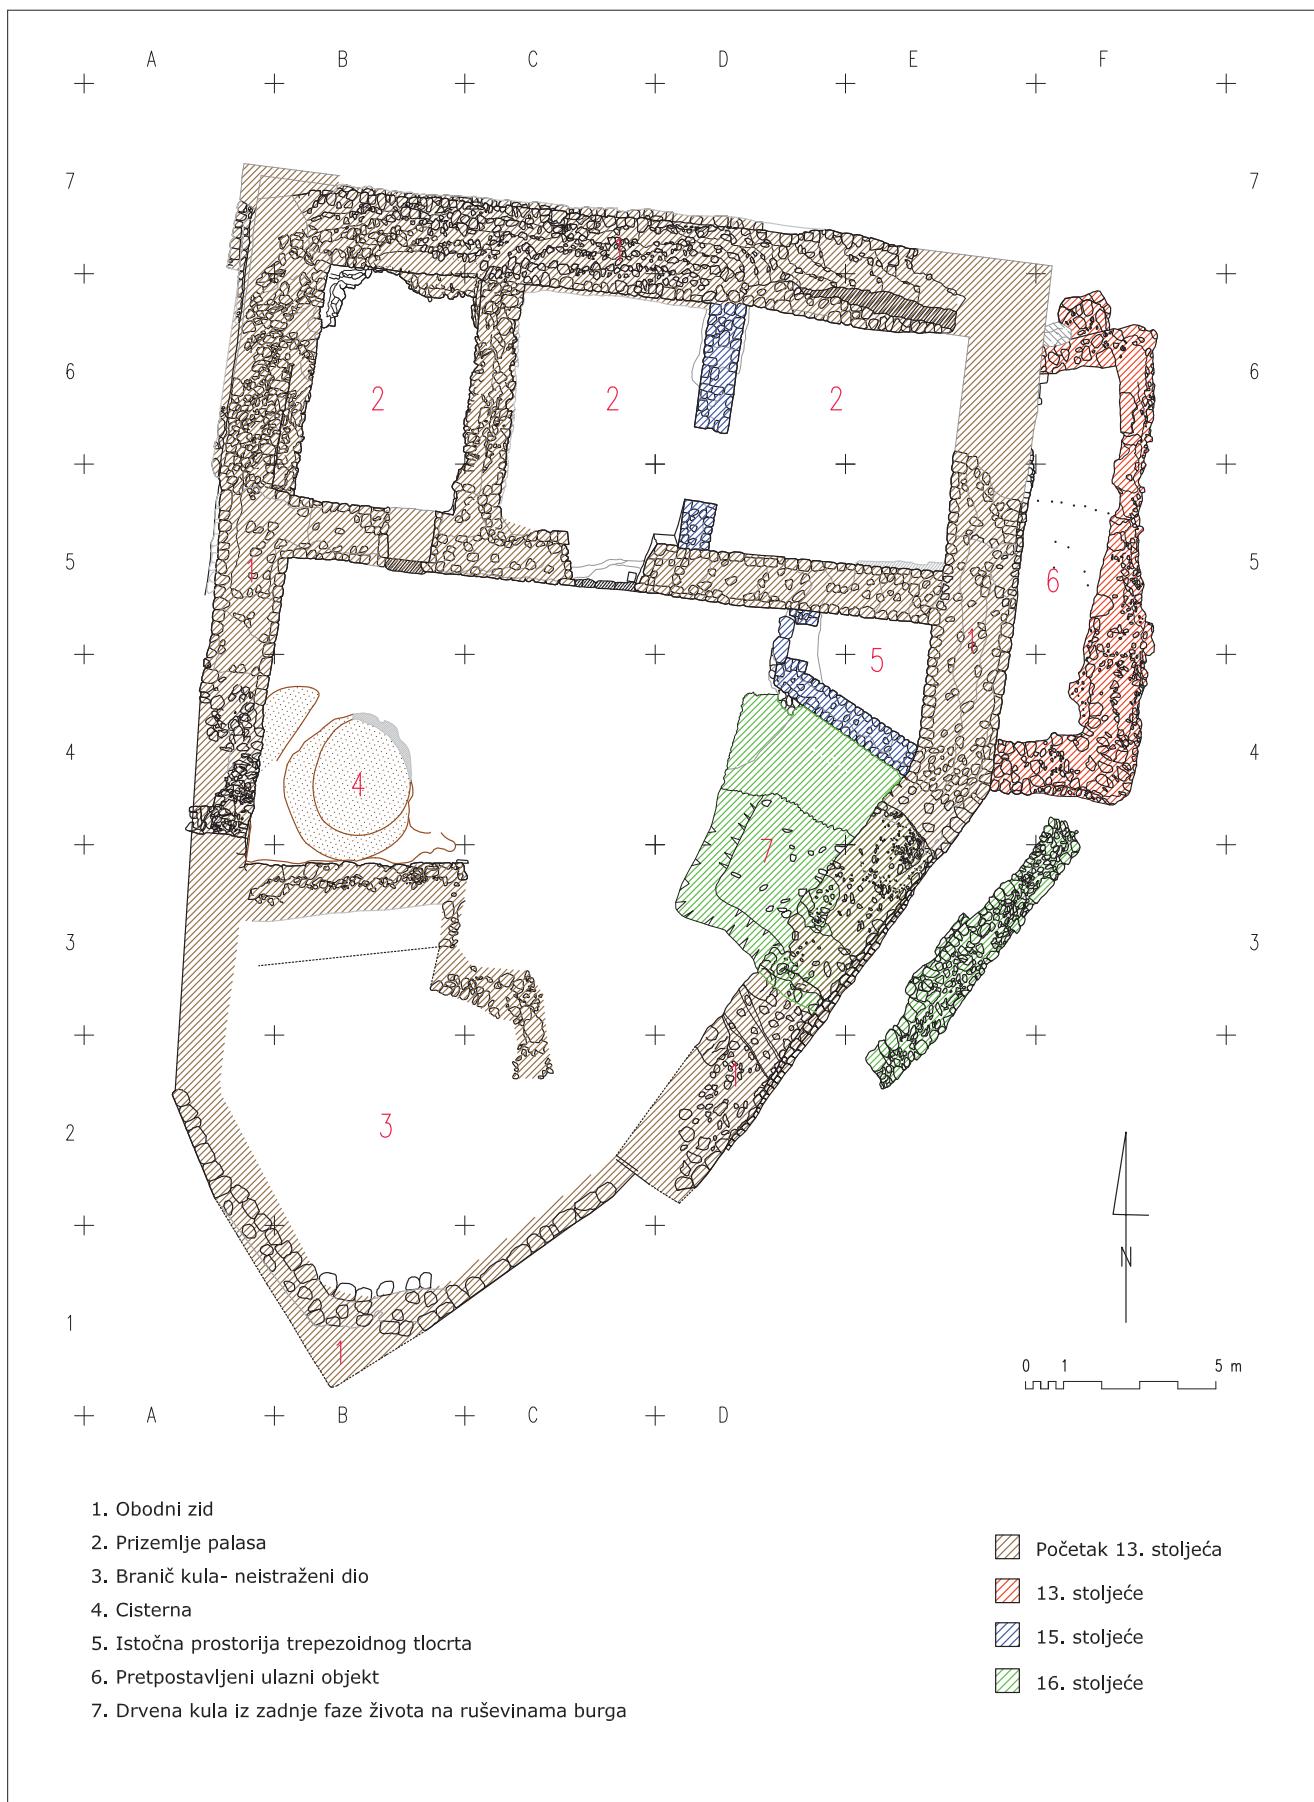 A B C D E F
7 7
1
6 2 2 2 6
5 1 6 5
1
5
4 4 4
7
3 3
1
2 3 2
N
1 1
0 1 5 m
A B C D
1. Obodni zid
2. Prizemlje palasa
3. Branič kula- neistraženi dio
4. Cisterna
5. Istočna prostorija trepezoidnog tlocrta
6. Pretpostavljeni ulazni objekt
7. Drvena kula iz zadnje faze života na ruševinama burga
Početak 13. stoljeća
13. stoljeće
15. stoljeće
16. stoljeće